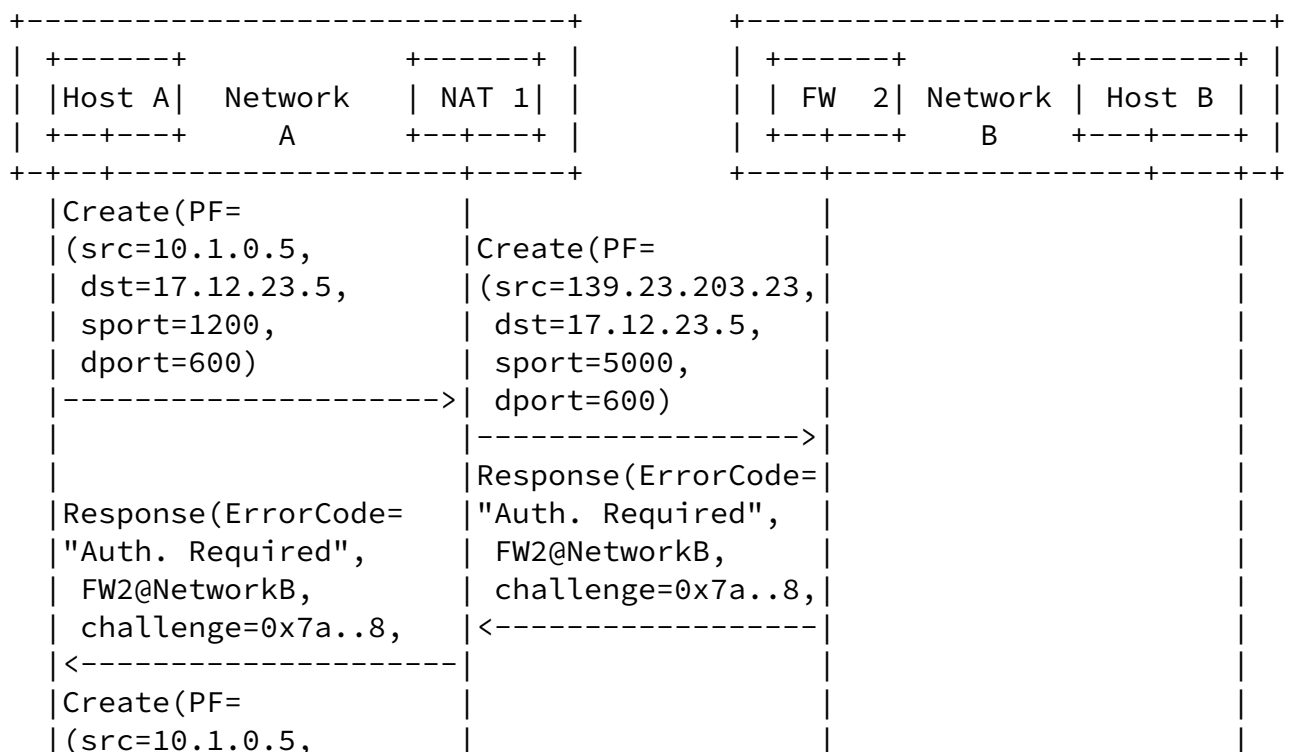 +-------------------------------+        +------------------------------+
| +------+            +------+ |        | +------+         +--------+ |
| |Host A|  Network   | NAT 1| |        | | FW  2| Network | Host B | |
| +--+---+     A      +--+---+ |        | +--+---+    B    +---+----+ |
+-+--+-------------------+-----+        +----+-----------------+----+-+
  |Create(PF=            |                   |                      |
  |(src=10.1.0.5,        |Create(PF=         |                      |
  | dst=17.12.23.5,      |(src=139.23.203.23,|                      |
  | sport=1200,          | dst=17.12.23.5,   |                      |
  | dport=600)           | sport=5000,       |                      |
  |--------------------->| dport=600)        |                      |
  |                      |------------------>|                      |
  |                      |Response(ErrorCode=|                      |
  |Response(ErrorCode=   |"Auth. Required",  |                      |
  |"Auth. Required",     | FW2@NetworkB,     |                      |
  | FW2@NetworkB,        | challenge=0x7a..8,|                      |
  | challenge=0x7a..8,   |<------------------|                      |
  |<---------------------|                   |                      |
  |Create(PF=            |                   |                      |
  |(src=10.1.0.5,        |                   |                      |